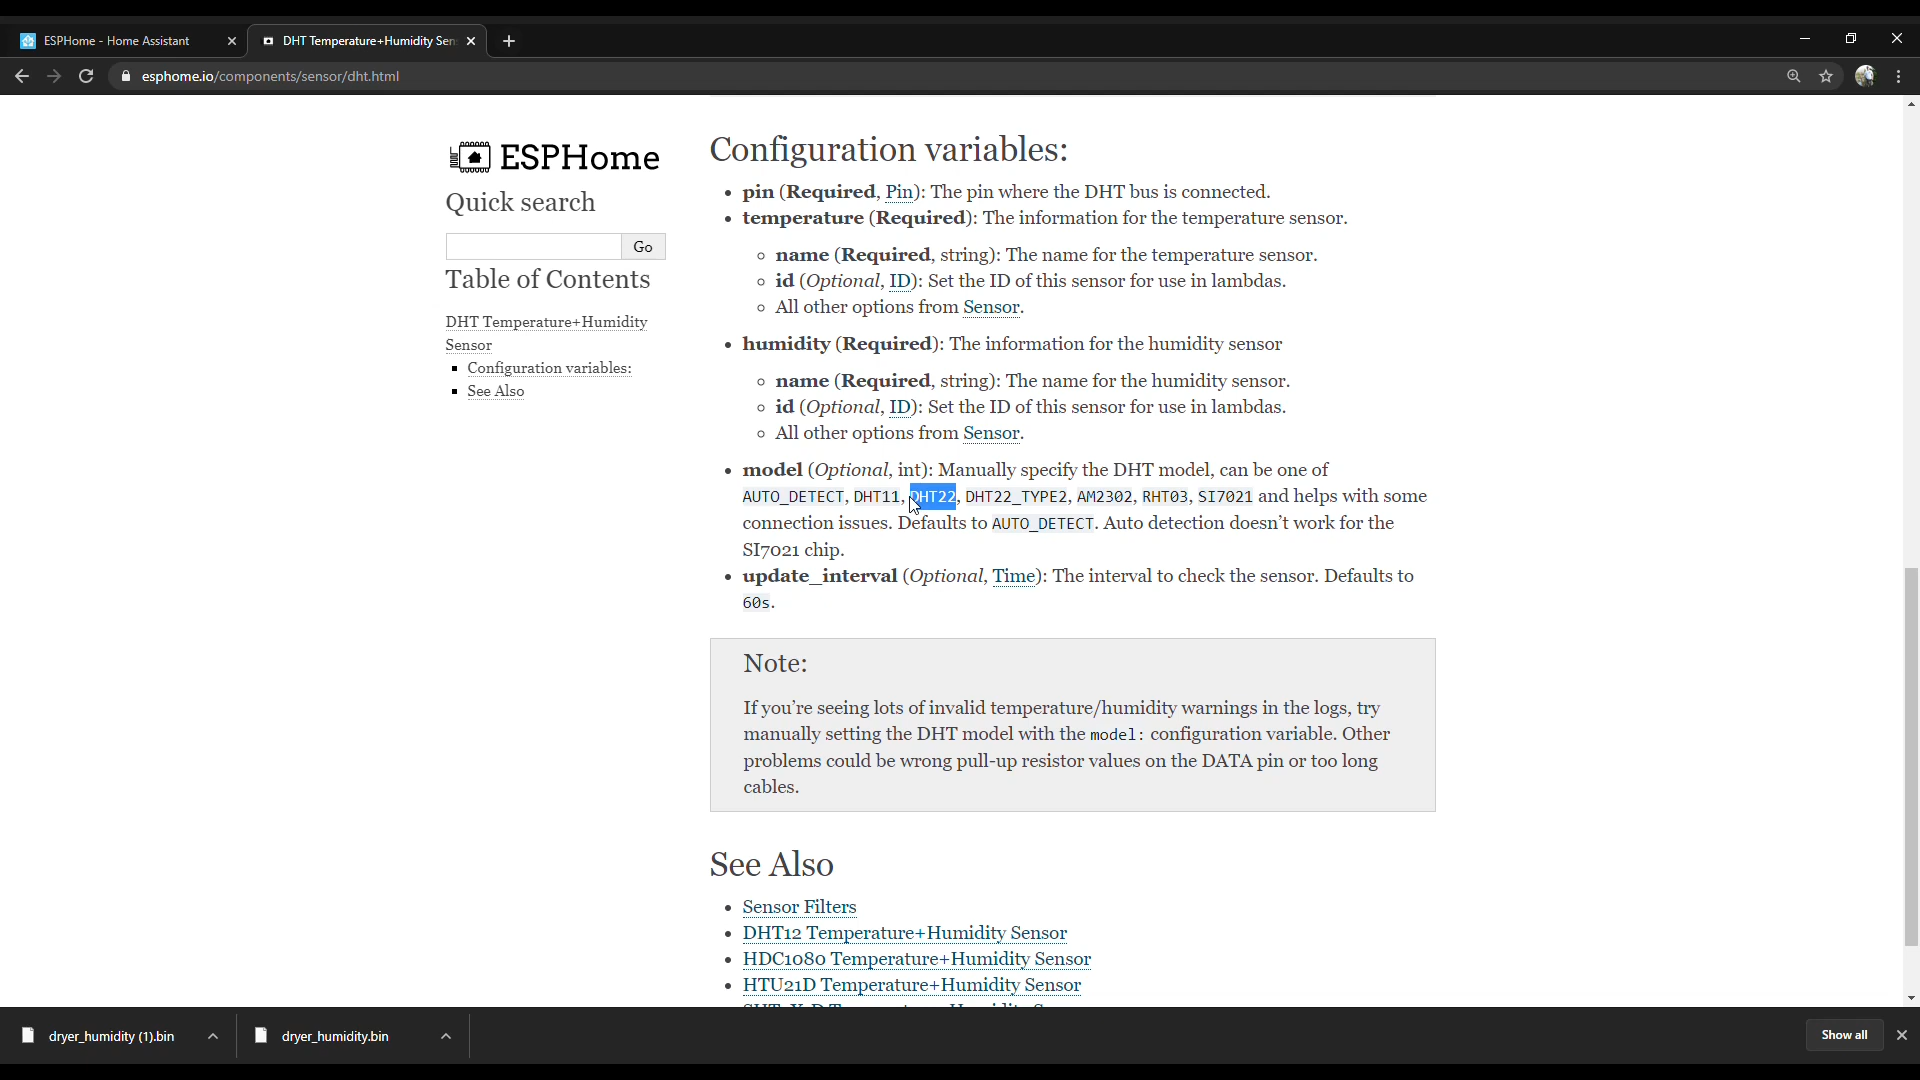 ESPHome - Home Assistant
DHT Temperature+Humidity Sen
esphome.io/components/sensor/dht.html
ESPHome
Quick search
Go
Table of Contents
DHT Temperature+Humidity
Sensor
Configuration variables:
See Also
Configuration variables:
pin (Required, Pin): The pin where the DHT bus is connected.
temperature (Required): The information for the temperature sensor.
name (Required, string): The name for the temperature sensor.
id (Optional, ID): Set the ID of this sensor for use in lambdas.
All other options from Sensor.
humidity (Required): The information for the humidity sensor
name (Required, string): The name for the humidity sensor.
id (Optional, ID): Set the ID of this sensor for use in lambdas.
All other options from Sensor.
model (Optional, int): Manually specify the DHT model, can be one of
AUTO_DETECT, DHT11, DHT22, DHT22_TYPE2, AM2302, RHT03, SI7021 and helps with some
connection issues. Defaults to AUTO_DETECT. Auto detection doesn’t work for the
SI7021 chip.
update_interval (Optional, Time): The interval to check the sensor. Defaults to
60s.
Note:
If you’re seeing lots of invalid temperature/humidity warnings in the logs, try
manually setting the DHT model with the model: configuration variable. Other
problems could be wrong pull-up resistor values on the DATA pin or too long
cables.
See Also
Sensor Filters
DHT12 Temperature+Humidity Sensor
HDC1080 Temperature+Humidity Sensor
HTU21D Temperature+Humidity Sensor
dryer_humidity (1).bin
dryer_humidity.bin
Show all